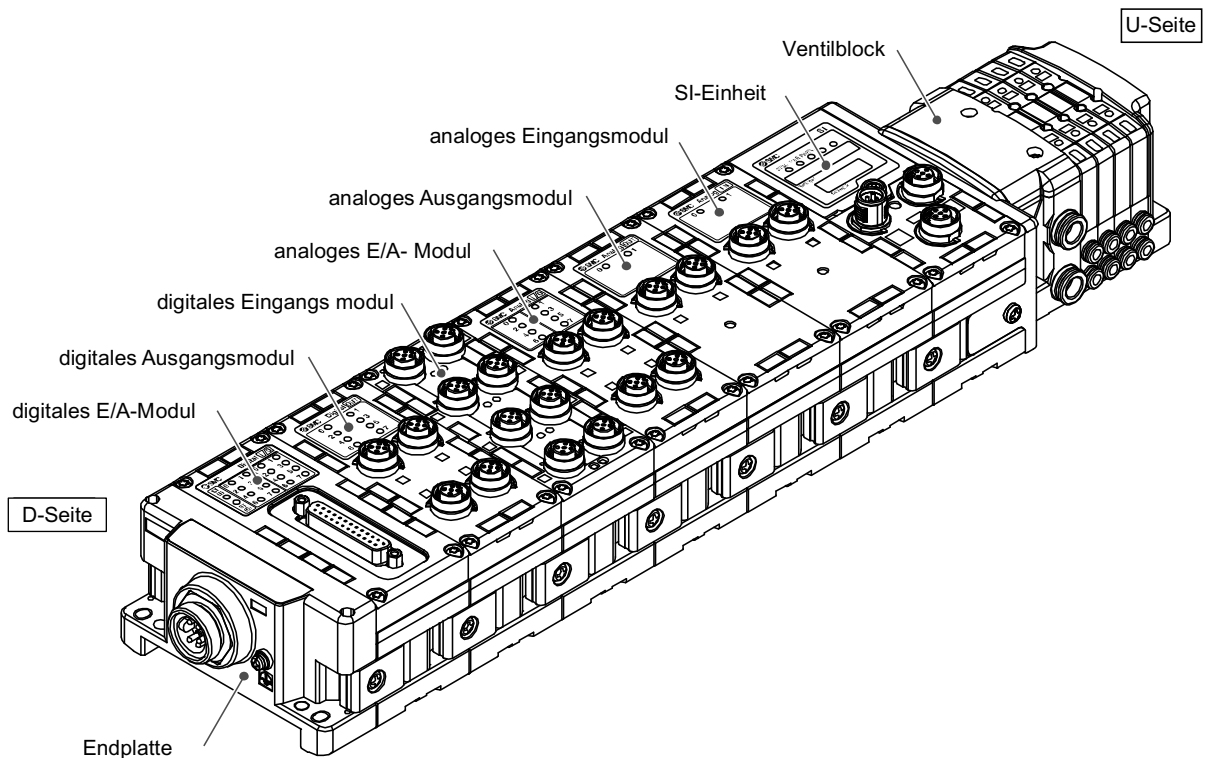 U-Seite
Ventilblock
SI-Einheit
analoges Eingangsmodul
analoges Ausgangsmodul
analoges E/A- Modul
digitales Eingangs modul
digitales Ausgangsmodul
digitales E/A-Modul
D-Seite
Endplatte